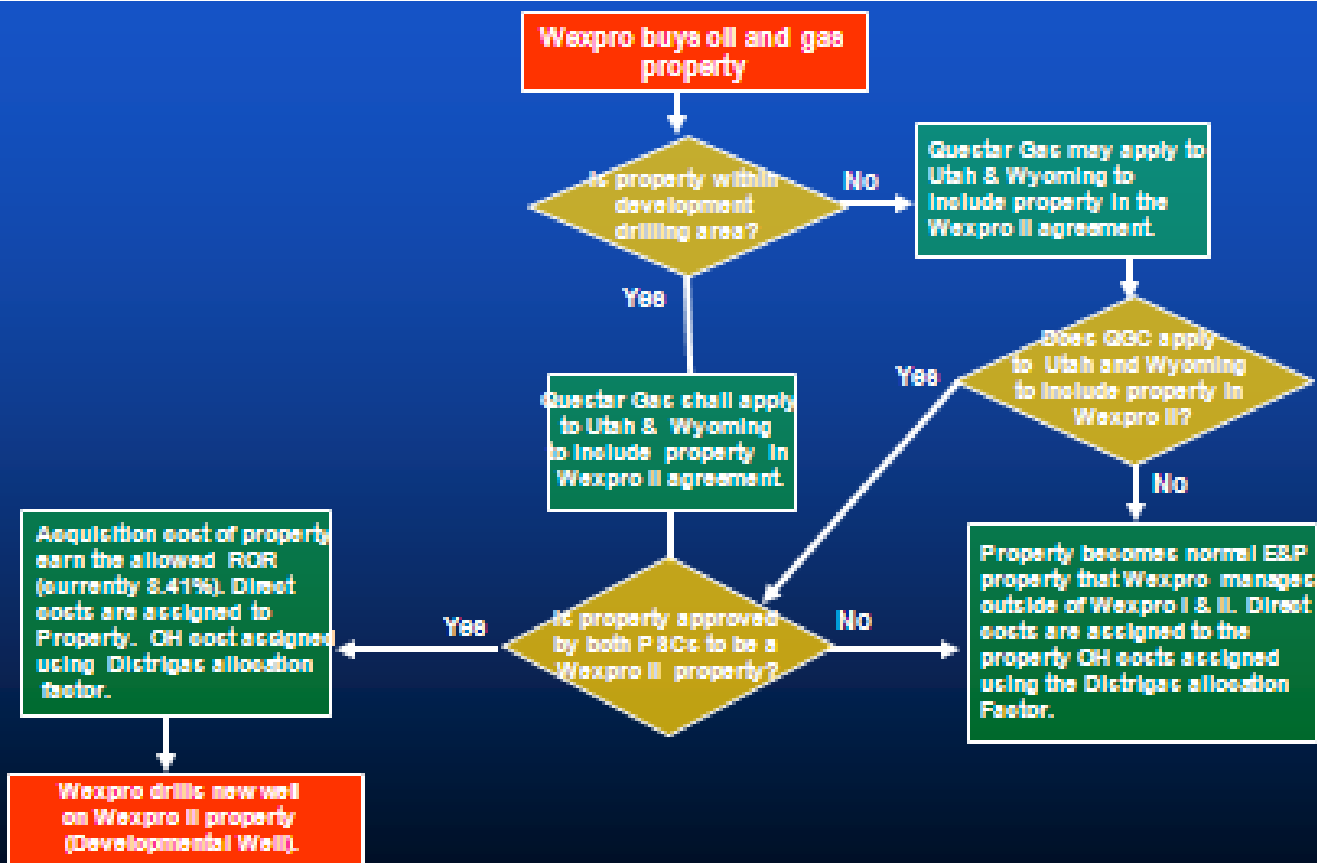 Wexpro buys oil and gas
property
Is property within
development
drilling area?
No
Questar Gas may apply to
Utah & Wyoming to
include property in the
Wexpro II agreement.
Yes
Does QGC apply
to Utah and Wyoming
to include property in
Wexpro II?
Yes
No
Questar Gas shall apply
to Utah & Wyoming
to include property in
Wexpro II agreement.
Is property approved
by both PSCs to be a
Wexpro II property?
Yes
No
Acquisition cost of property
earn the allowed ROR
(currently 8.41%). Direct
costs are assigned to
Property. OH cost assigned
using Distrigas allocation
factor.
Property becomes normal E&P
property that Wexpro manages
outside of Wexpro I & II. Direct
costs are assigned to the
property OH costs assigned
using the Distrigas allocation
Factor.
Wexpro drills new well
on Wexpro II property
(Developmental Well).